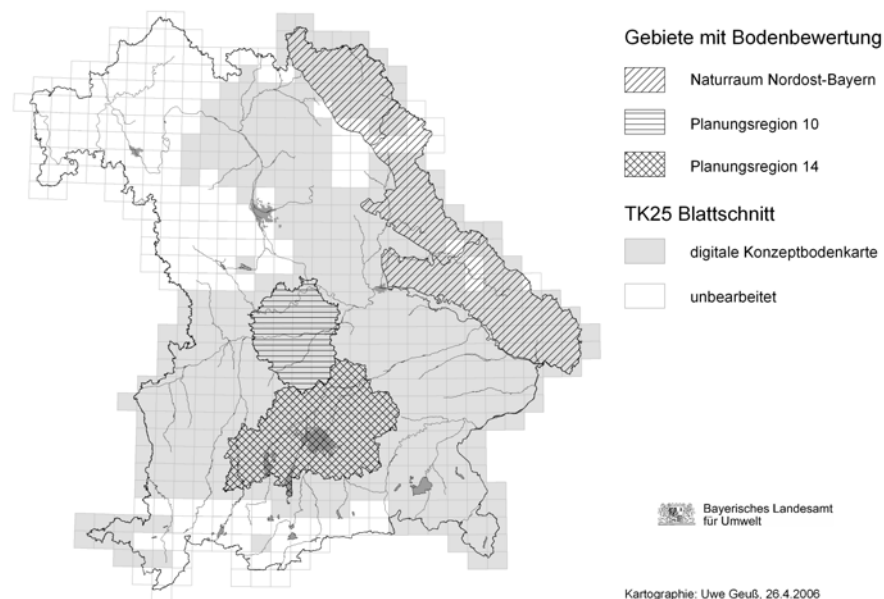 Gebiete mit Bodenbewertung
Naturraum Nordost-Bayern
Planungsregion 10
Planungsregion 14
TK25 Blattschnitt
digitale Konzeptbodenkarte
unbearbeitet
Bayerisches Landesamt
für Umwelt
Kartographie: Uwe Geuß, 26.4.2006